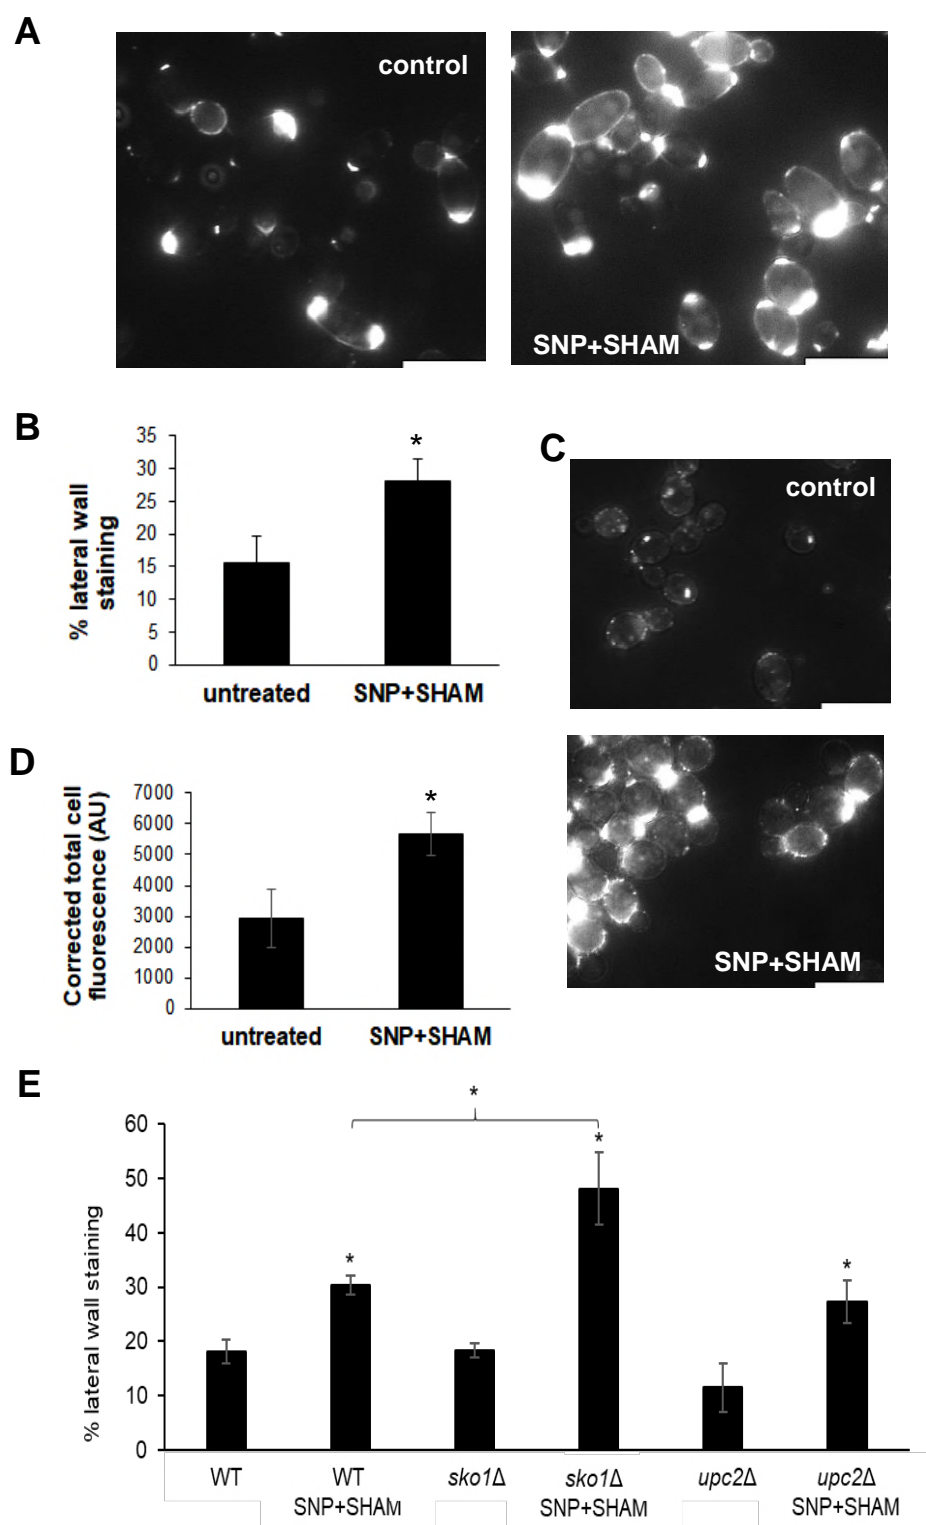 A
control
SNP+SHAM
B
35
30
25
20
15
10
5
0
% lateral wall
staining
*
untreated
SNP+SHAM
C
control
SNP+SHAM
D
7000
6000
5000
4000
3000
2000
1000
0
Corrected total cell
fluorescence (AU)
*
untreated
SNP+SHAM
E
60
50
40
30
20
10
0
% lateral wall staining
*
*
*
*
WT
WT
SNP+SHAM
sko1Δ
sko1Δ
SNP+SHAM
upc2Δ
upc2Δ
SNP+SHAM